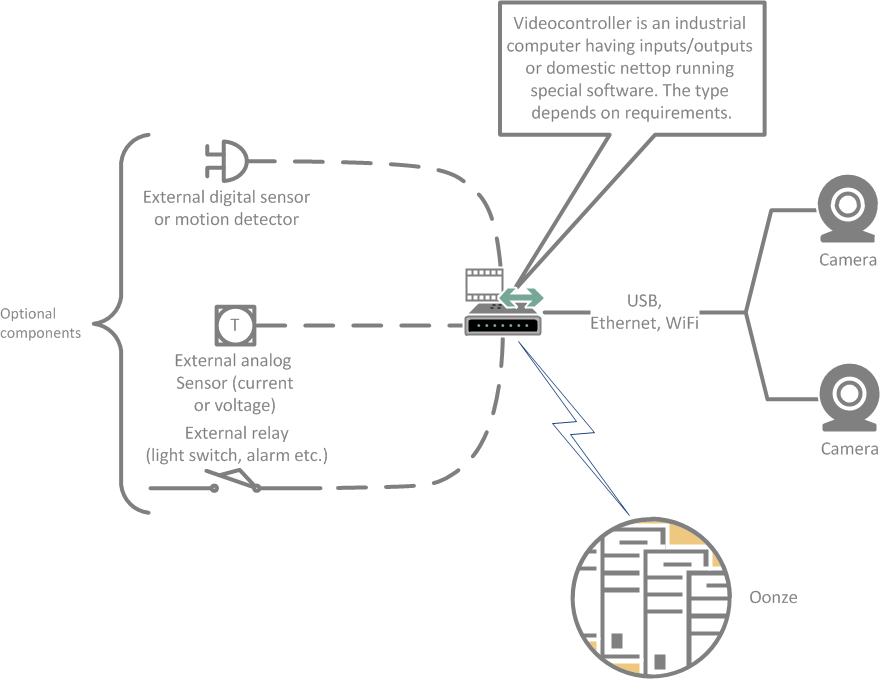 Videocontroller is an industrial
computer having inputs/outputs
or domestic nettop running
special software. The type
depends on requirements.
External digital sensor
or motion detector
Camera
Optional
components
T
USB,
Ethernet, WiFi
External analog
Sensor (current
or voltage)
External relay
(light switch, alarm etc.)
Camera
Oonze